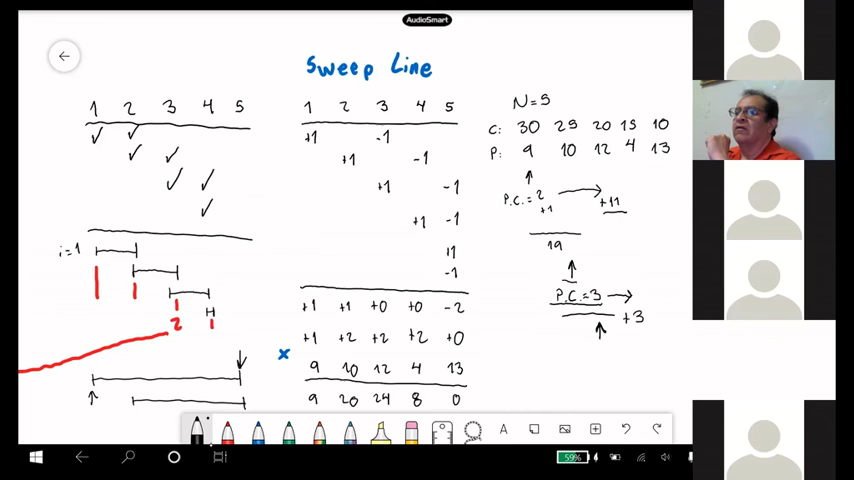 AudioSmart
Sweep Line
1 2 3 4 5
i=1
1
2 1
1 2 3 4 5
+1 -1
+1 -1
+1 -1
+1 -1
+1
-1
+1 +1 +0 +0 -2
+1 +2 +2 +2 +0
x 9 10 12 4 13
9 20 24 8 0
N=5
C: 30 25 20 15 10
P: 9 10 12 4 13
P.C.=2 +11
+1
19
P.C.=3
+3
A
59%